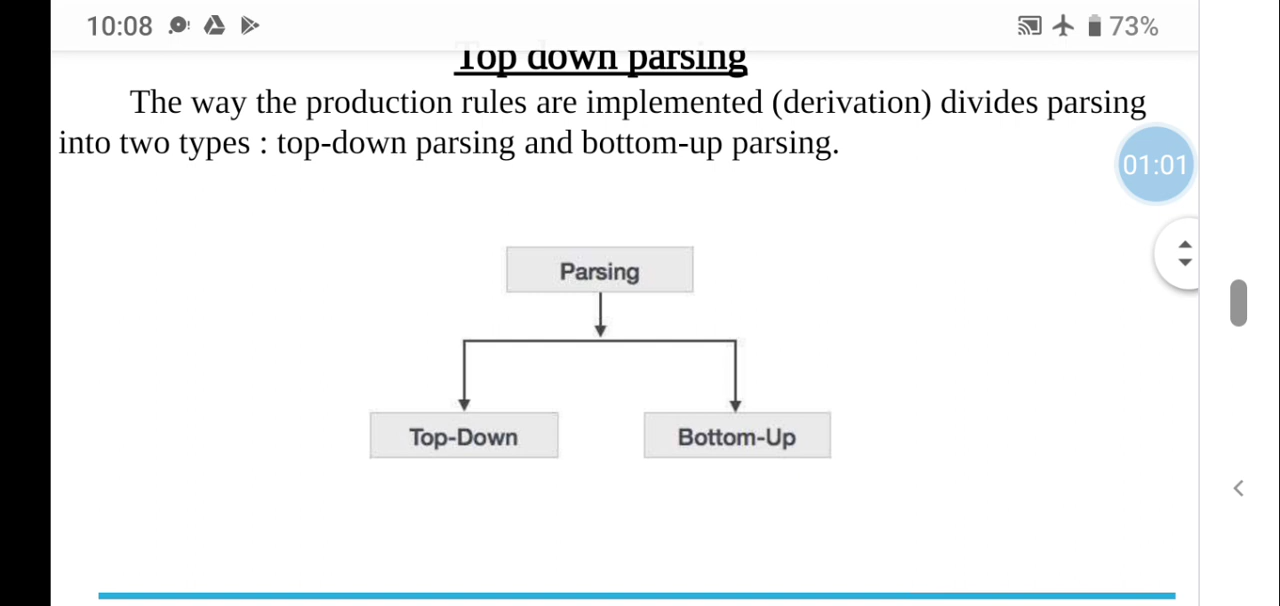 10:08
73%
Top down parsing
The way the production rules are implemented (derivation) divides parsing
into two types : top-down parsing and bottom-up parsing.
01:01
Parsing
Top-Down
Bottom-Up